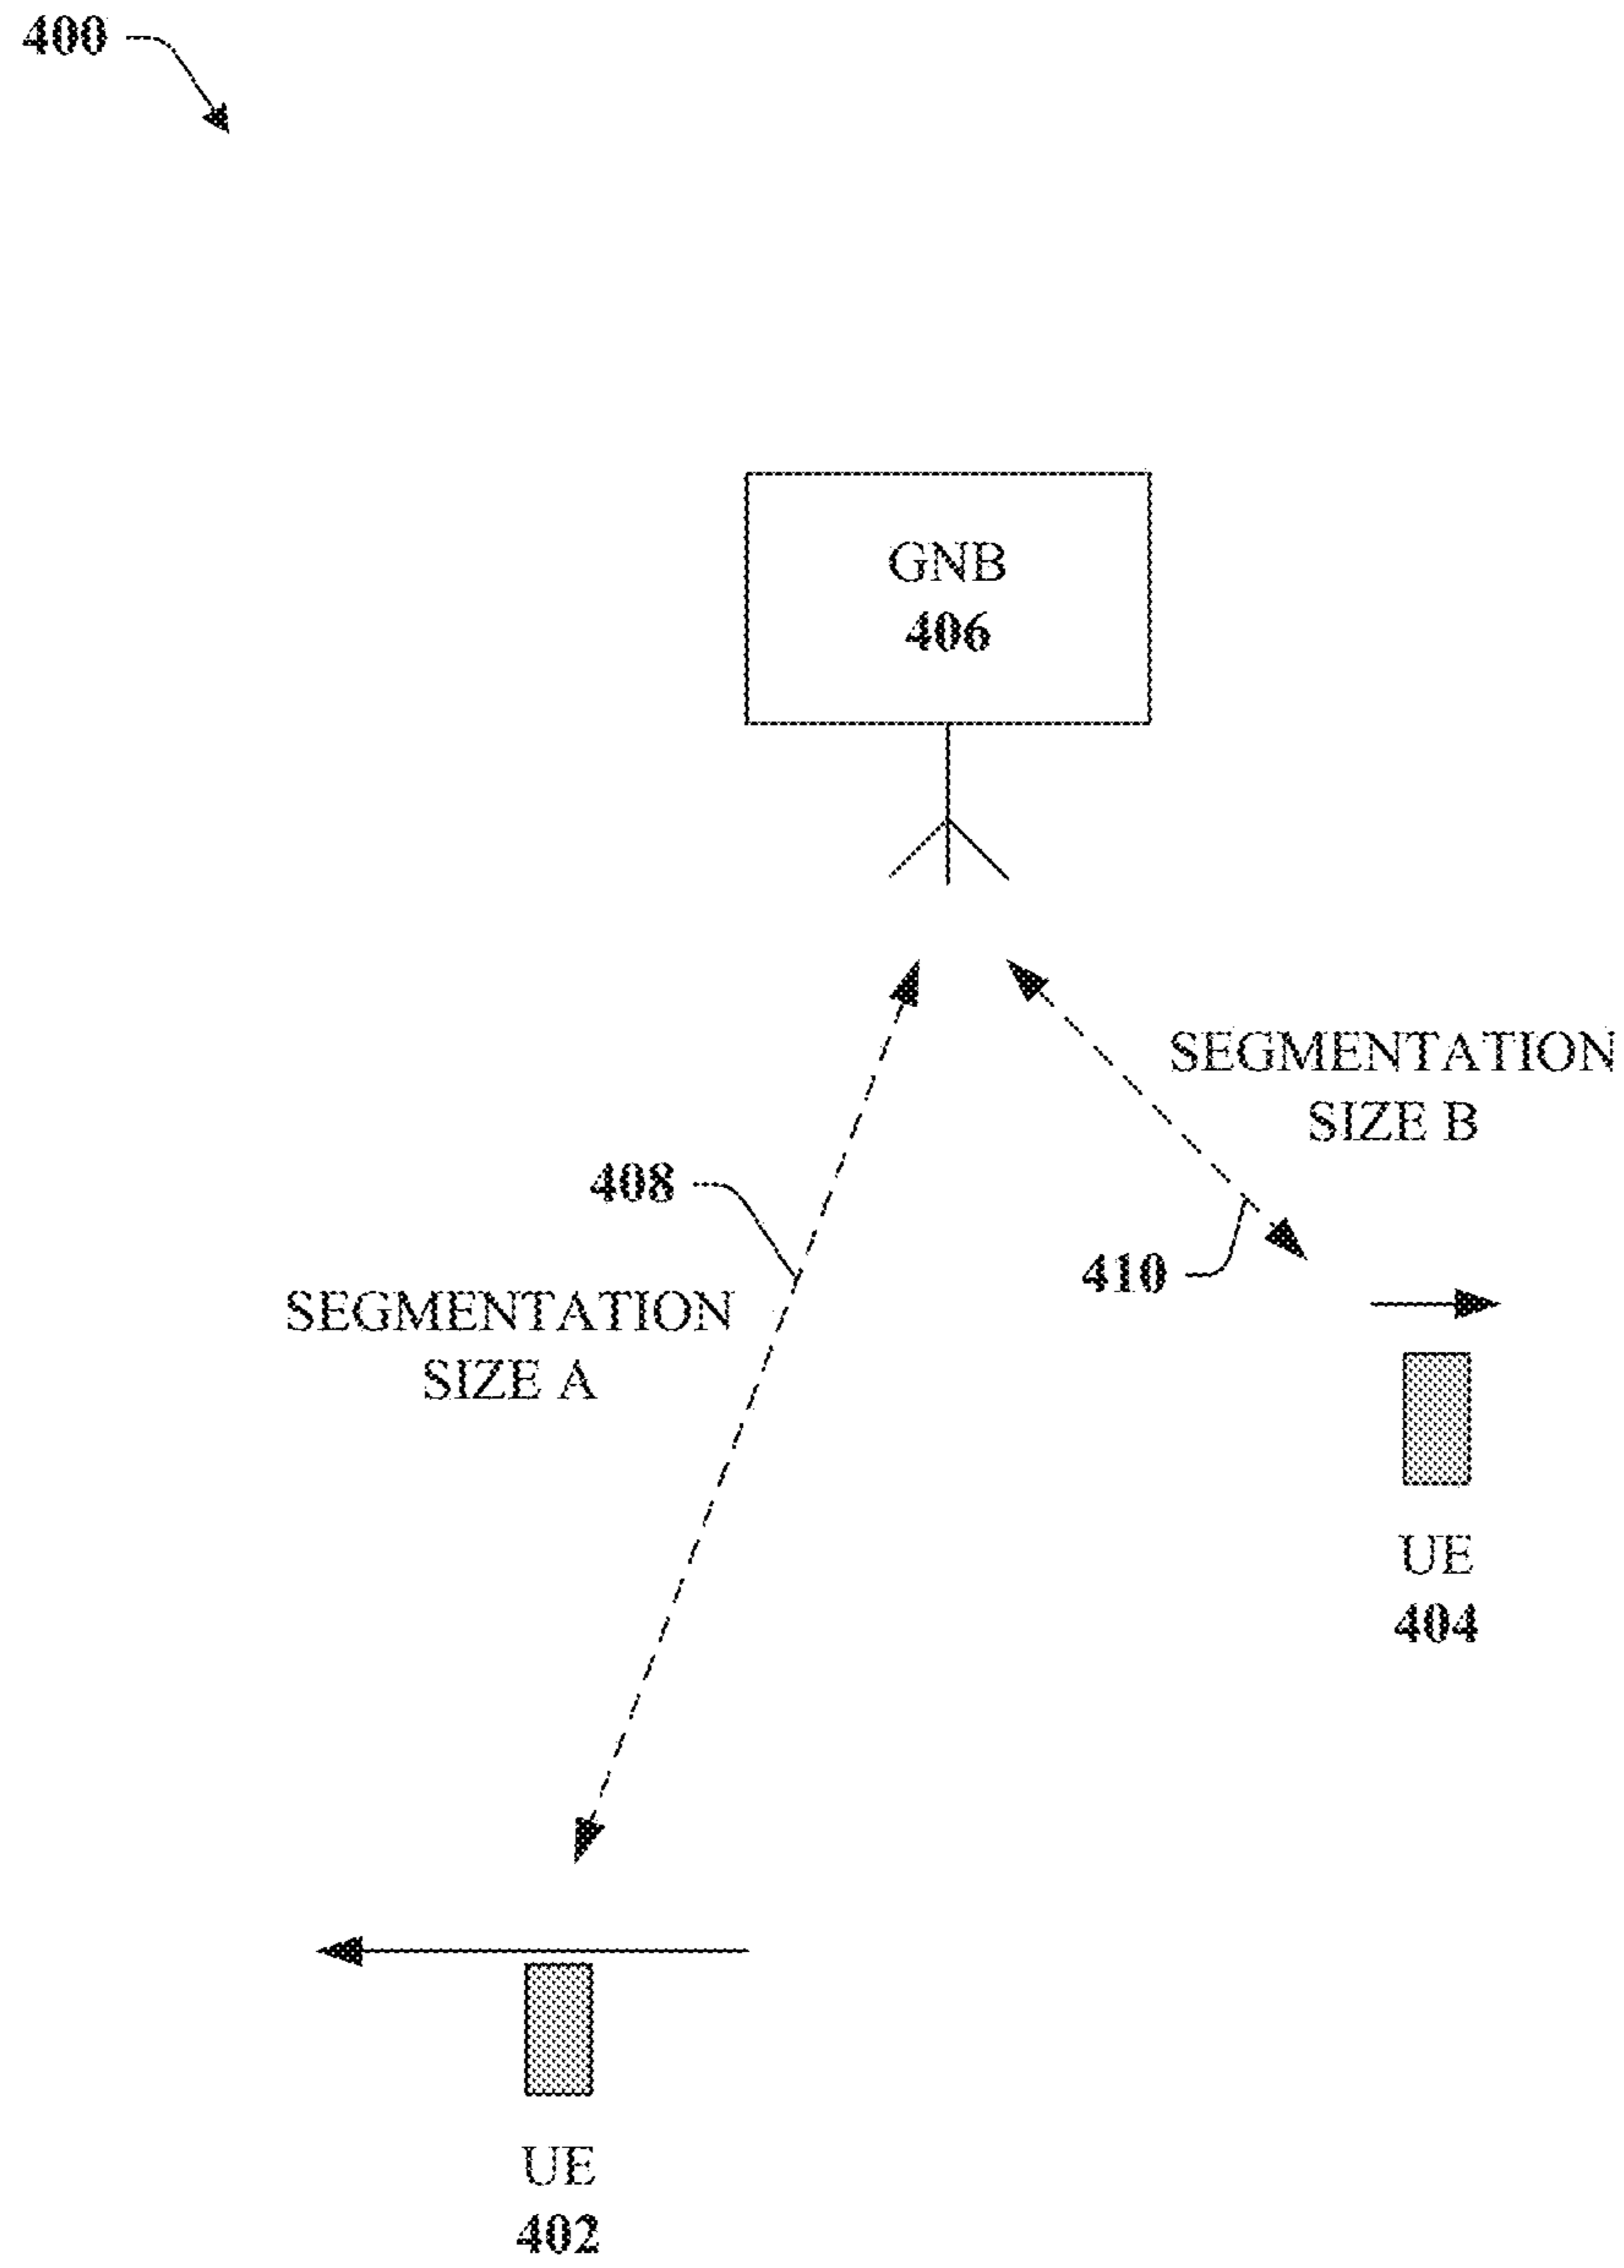 400
GNB
406
SEGMENTATION
SIZE B
408
410
SEGMENTATION
SIZE A
UE
404
UE
402